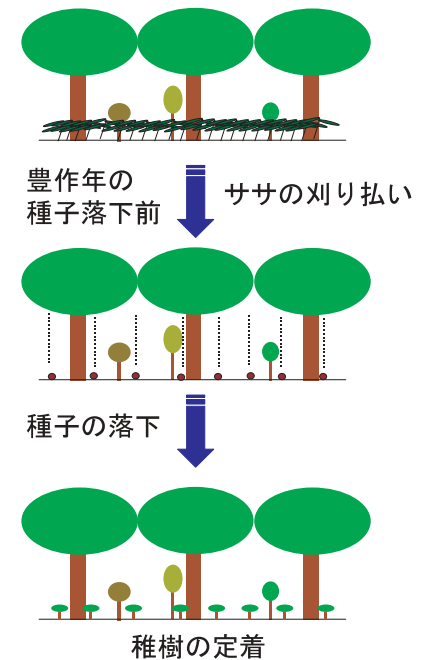 豊作年の
種子落下前
ササの刈り払い
種子の落下
稚樹の定着